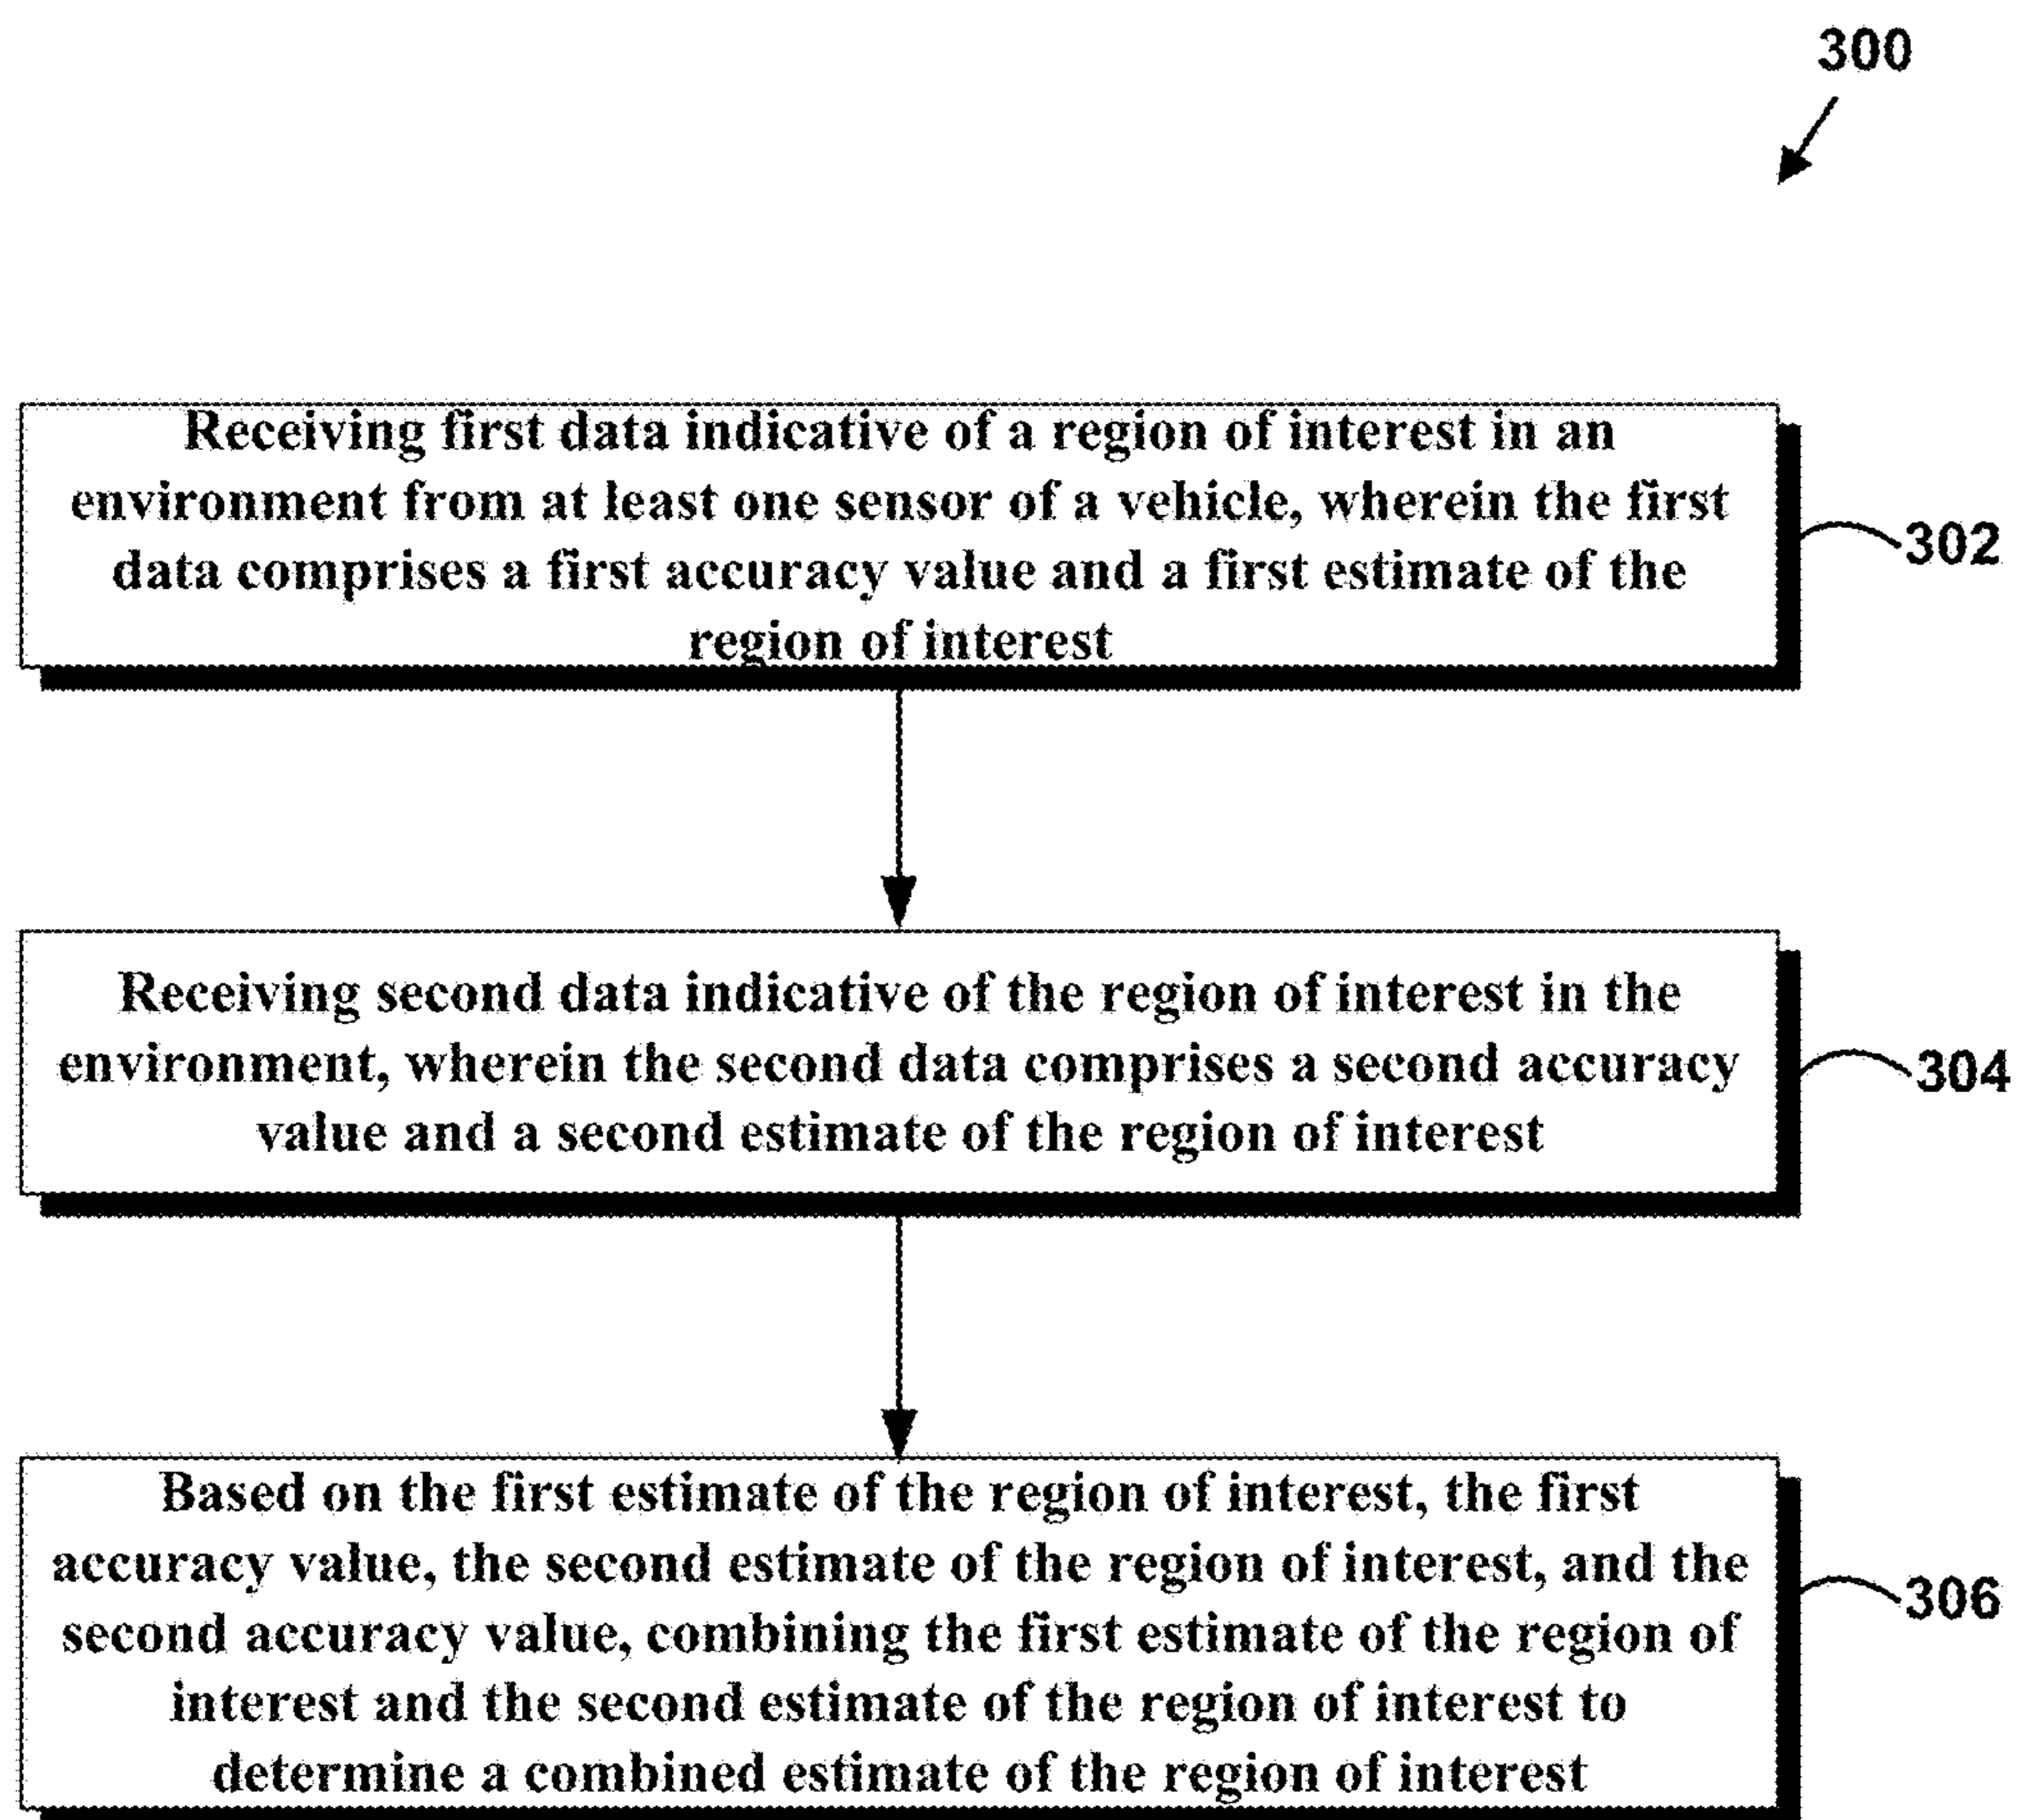 300
Receiving first data indicative of a region of interest in an
environment from at least one sensor of a vehicle, wherein the first
data comprises a first accuracy value and a first estimate of the
region of interest
302
Receiving second data indicative of the region of interest in the
environment, wherein the second data comprises a second accuracy
value and a second estimate of the region of interest
304
Based on the first estimate of the region of interest, the first
accuracy value, the second estimate of the region of interest, and the
second accuracy value, combining the first estimate of the region of
interest and the second estimate of the region of interest to
determine a combined estimate of the region of interest
306